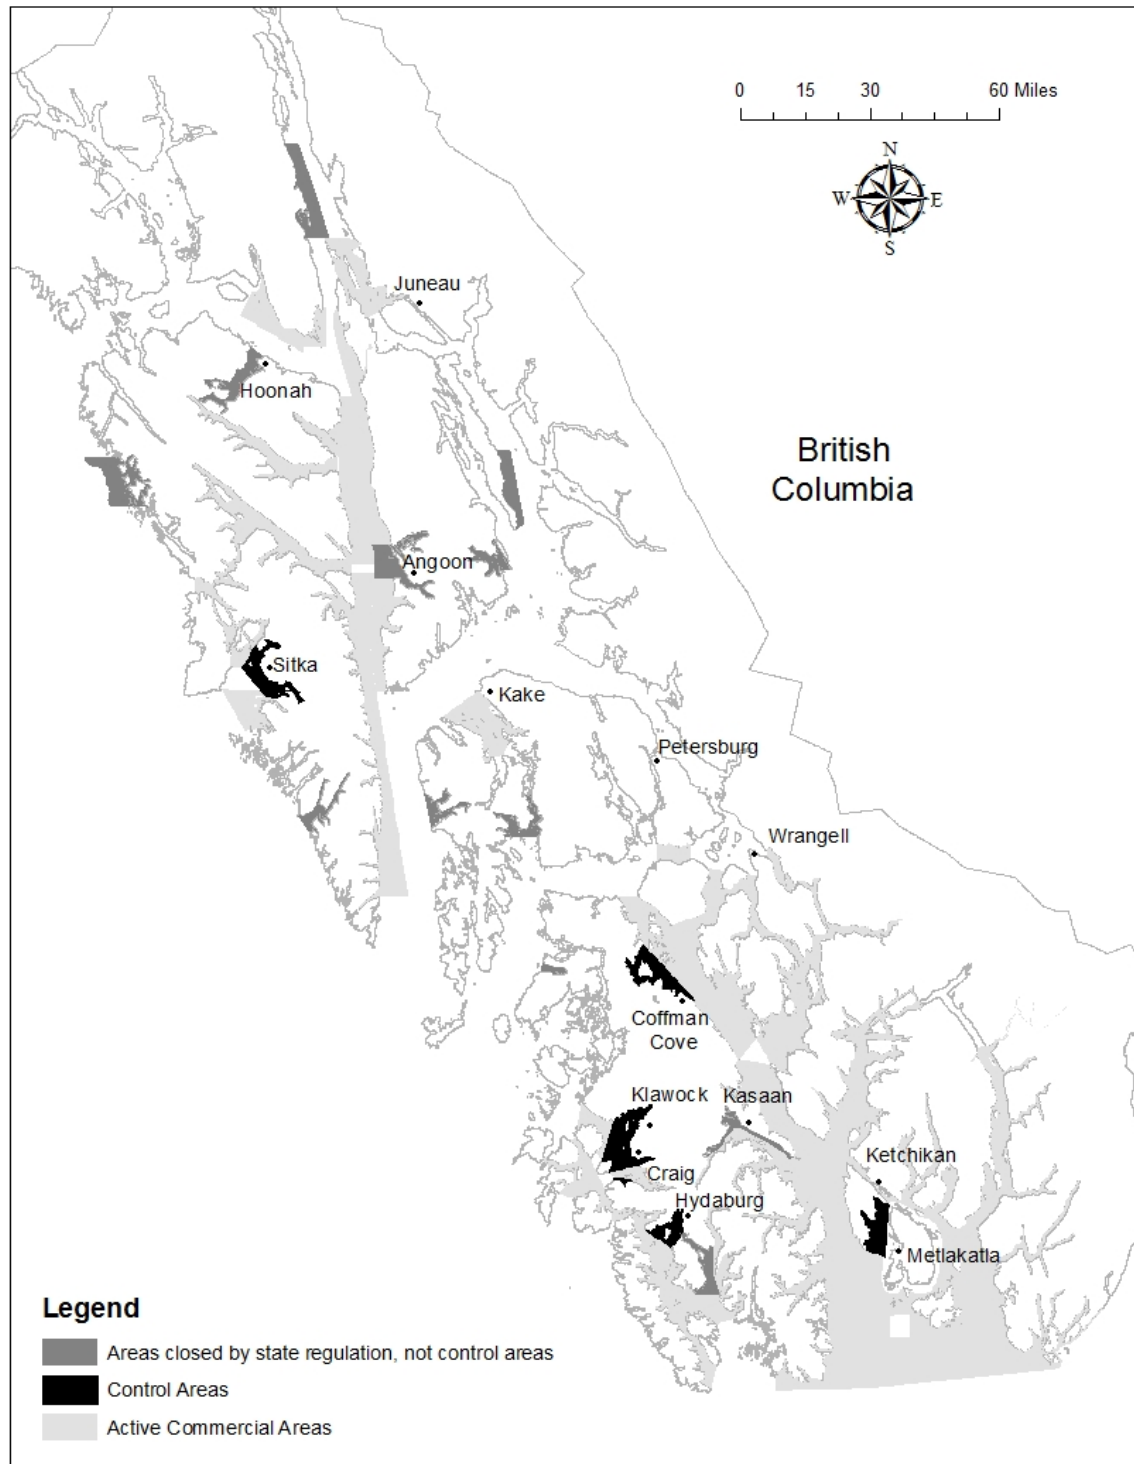 0 15 30 60 Miles
N
W E
S
Juneau
Hoonah
British
Columbia
Angoon
Sitka
Kake
Petersburg
Wrangell
Coffman
Cove
Klawock Kasaan
Ketchikan
Craig
Hydaburg
Metlakatla
Legend
Areas closed by state regulation, not control areas
Control Areas
Active Commercial Areas